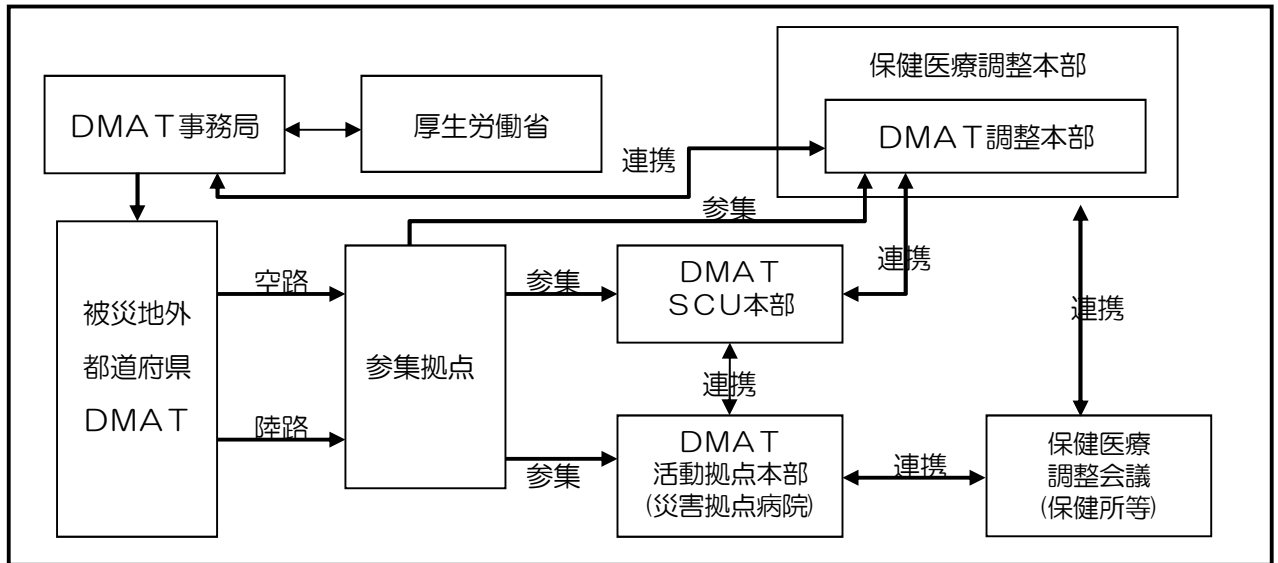 保健医療調整本部
ＤＭＡＴ事務局
厚生労働省
ＤＭＡＴ調整本部
連携
参集
被災地外
都道府県
ＤＭＡＴ
空路
陸路
参集拠点
参集
参集
ＤＭＡＴ
ＳＣＵ本部
連携
連携
ＤＭＡＴ
活動拠点本部
(災害拠点病院)
連携
連携
保健医療
調整会議
(保健所等)